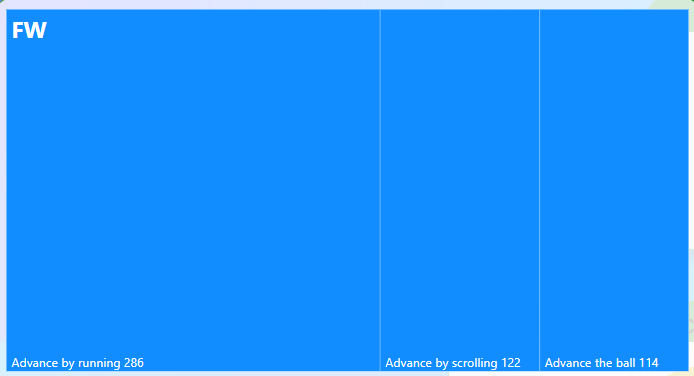 FW
Advance by running 286
Advance by scrolling 122
Advance the ball 114